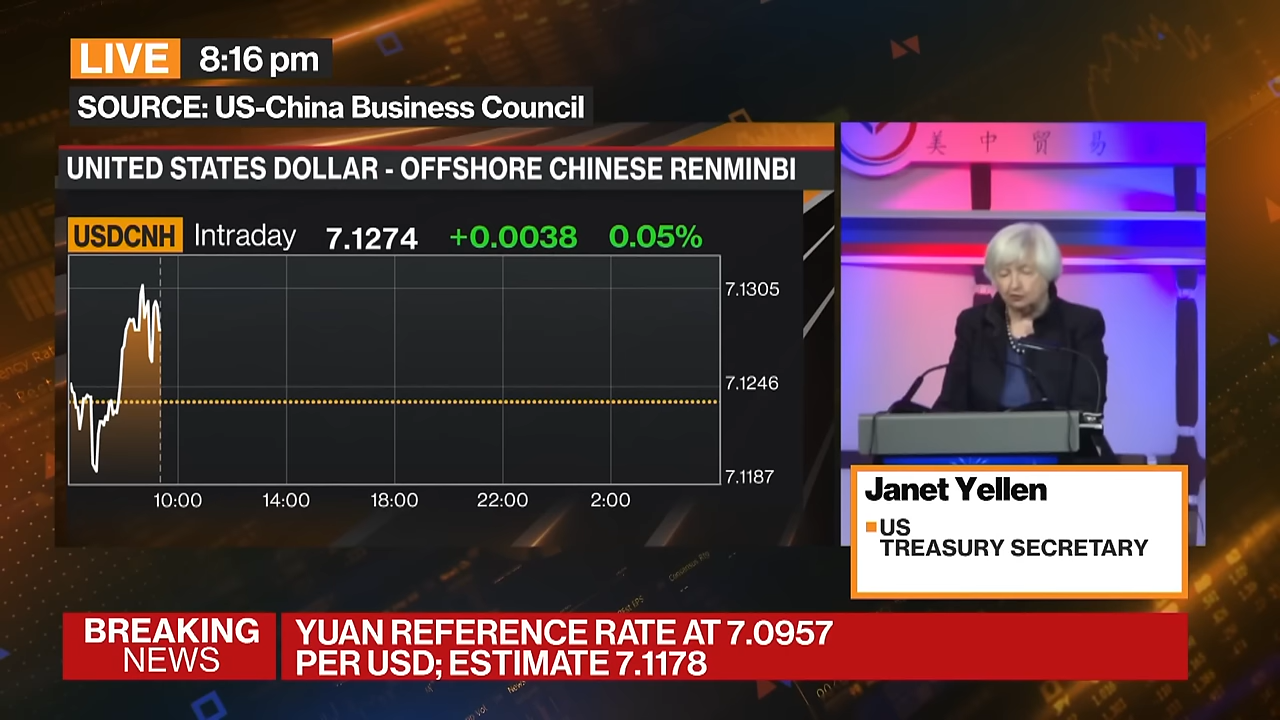 LIVE 8:16 pm
SOURCE: US-China Business Council
美 中 贸 易
UNITED STATES DOLLAR - OFFSHORE CHINESE RENMINBI
USDCNH Intraday 7.1274 +0.0038 0.05%
7.1305
7.1246
7.1187
10:00 14:00 18:00 22:00 2:00
Janet Yellen
US
TREASURY SECRETARY
BREAKING
NEWS
YUAN REFERENCE RATE AT 7.0957
PER USD; ESTIMATE 7.1178